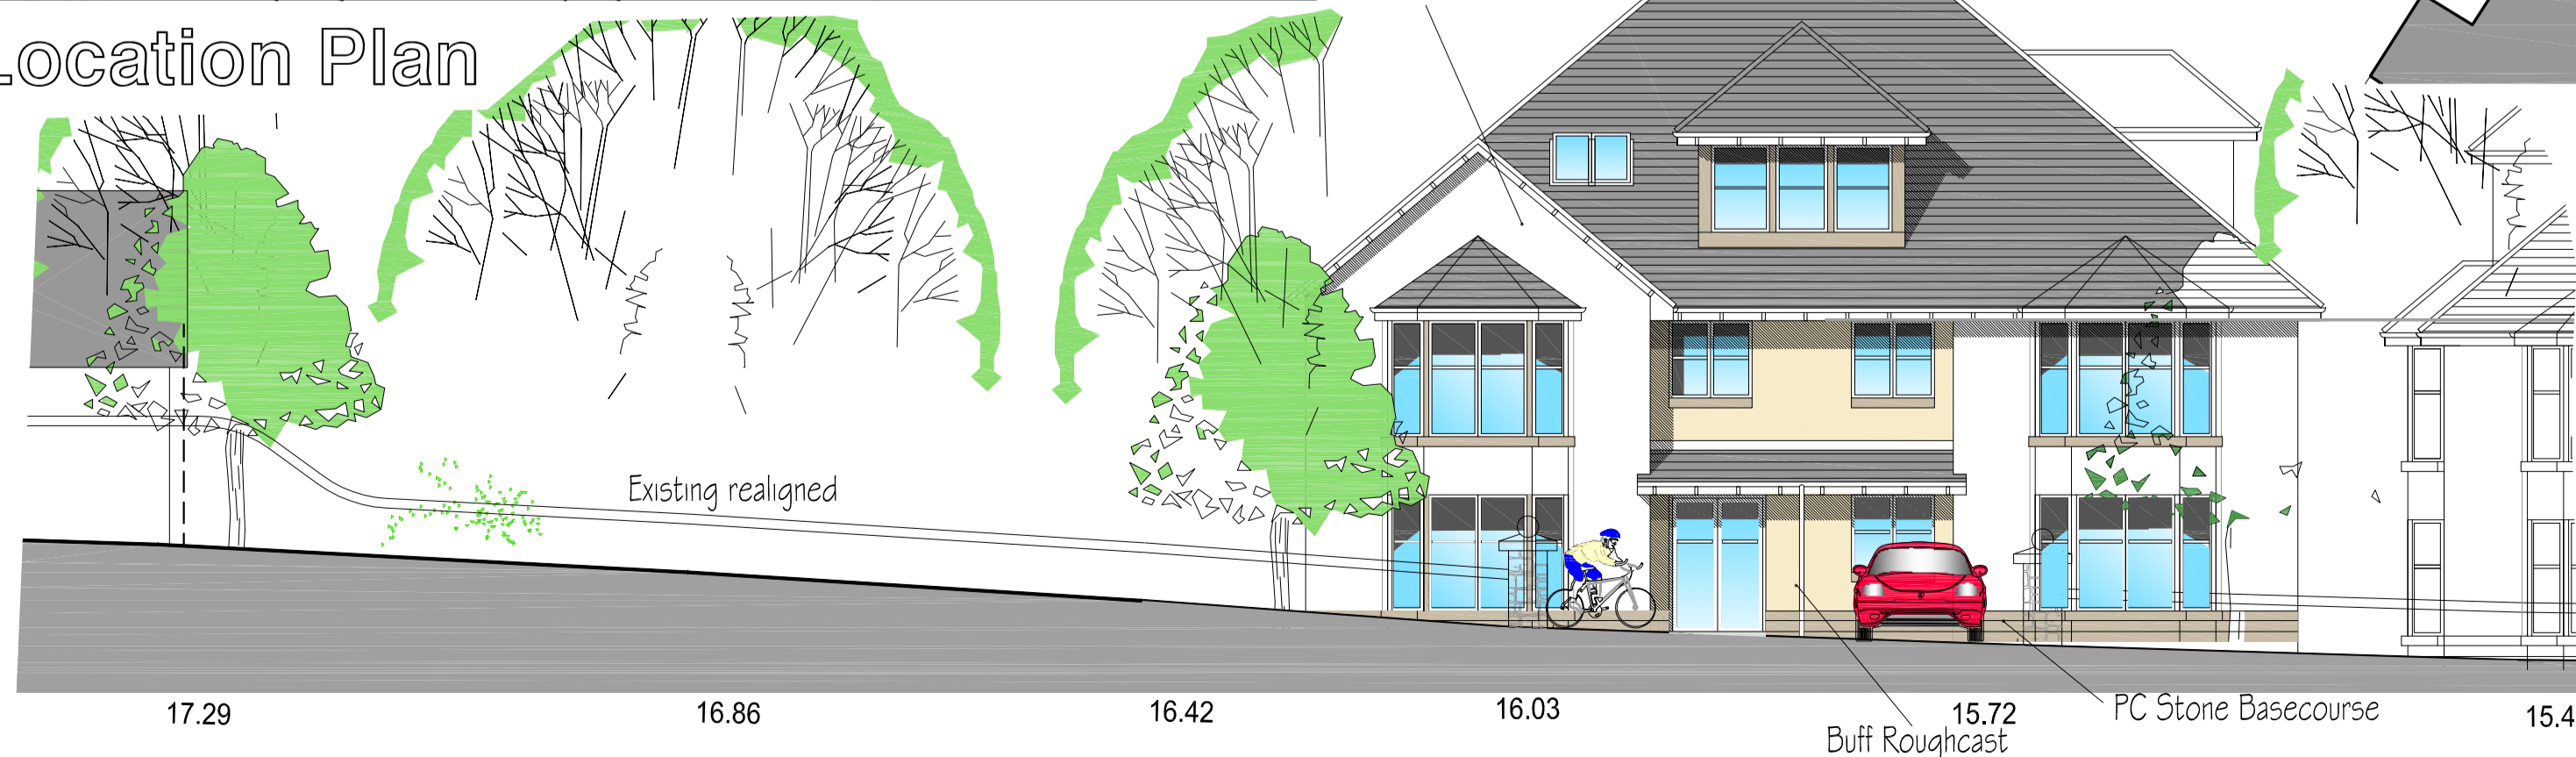 Location Plan
Existing realigned
17.29
16.86
16.42
16.03
15.72
PC Stone Basecourse
15.4
Buff Roughcast